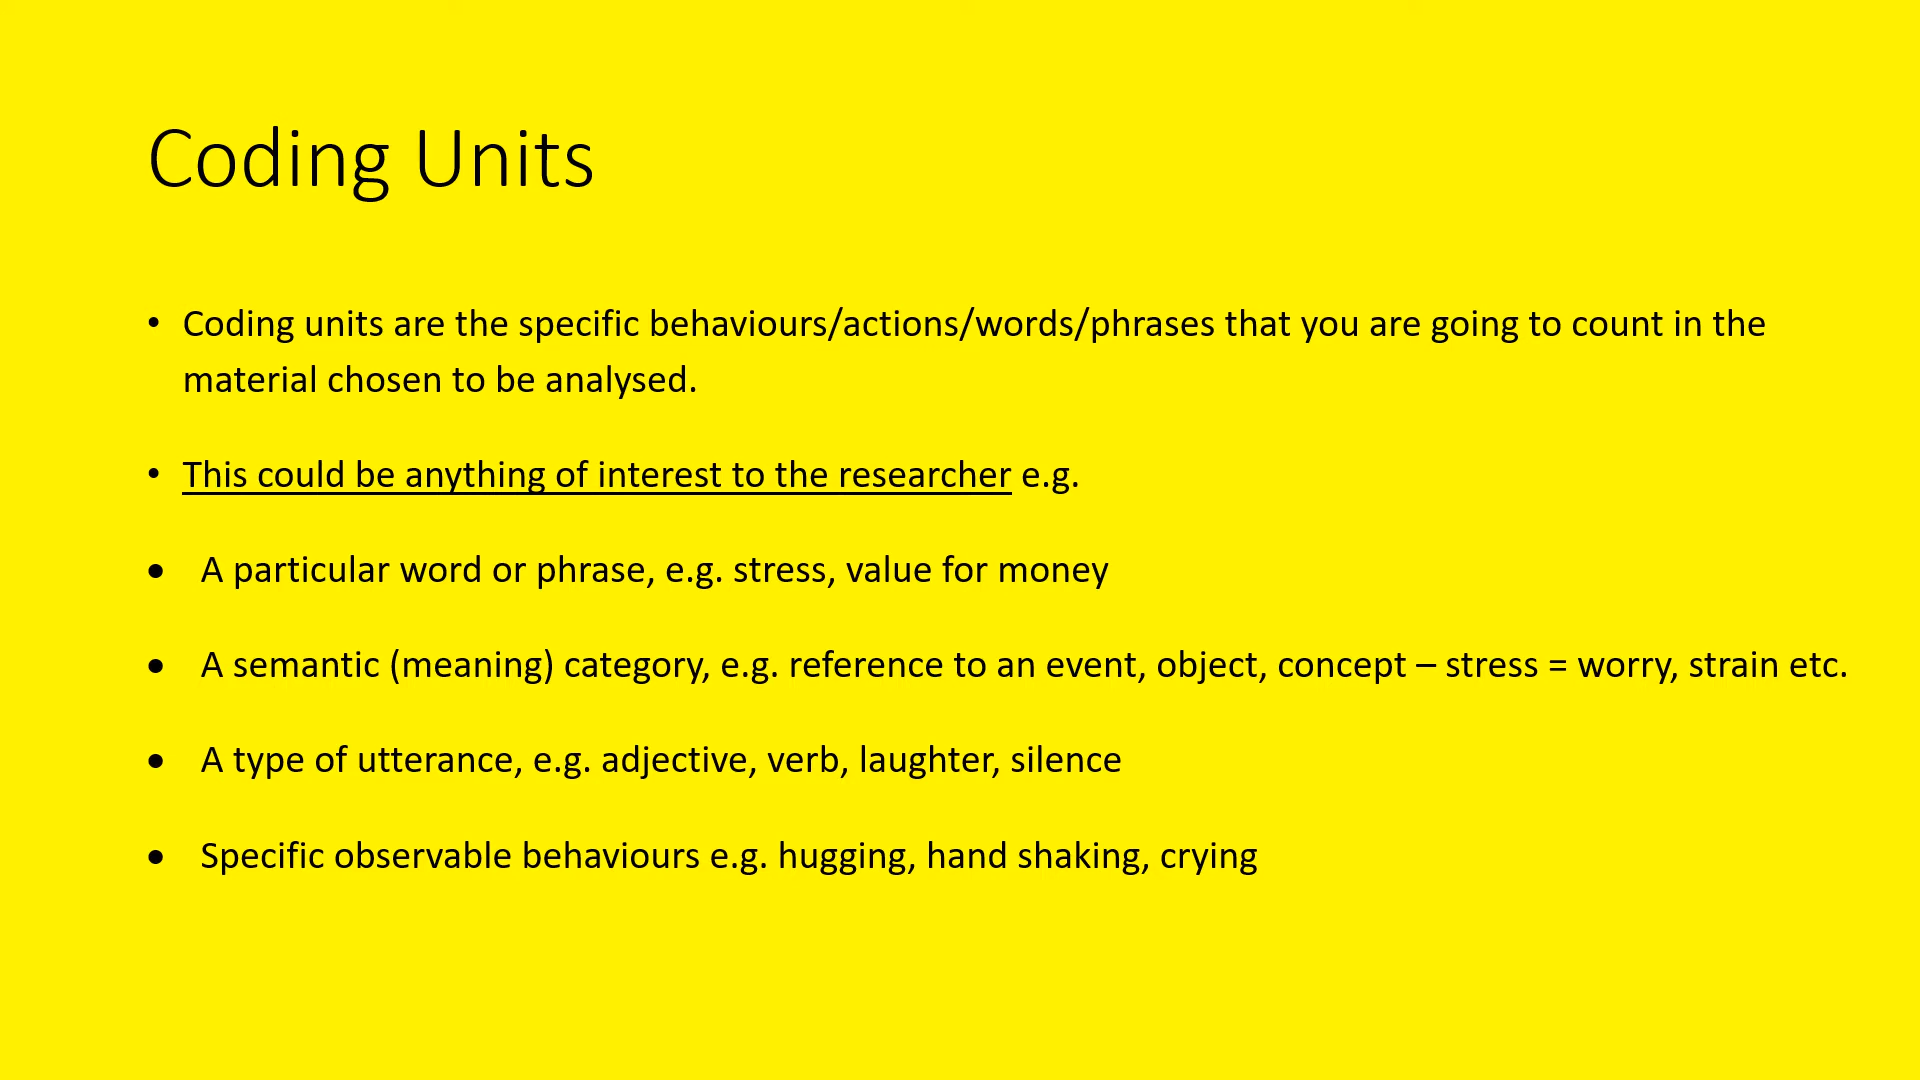 Coding Units
• Coding units are the specific behaviours/actions/words/phrases that you are going to count in the
material chosen to be analysed.
• This could be anything of interest to the researcher e.g.
• A particular word or phrase, e.g. stress, value for money
• A semantic (meaning) category, e.g. reference to an event, object, concept – stress = worry, strain etc.
• A type of utterance, e.g. adjective, verb, laughter, silence
• Specific observable behaviours e.g. hugging, hand shaking, crying